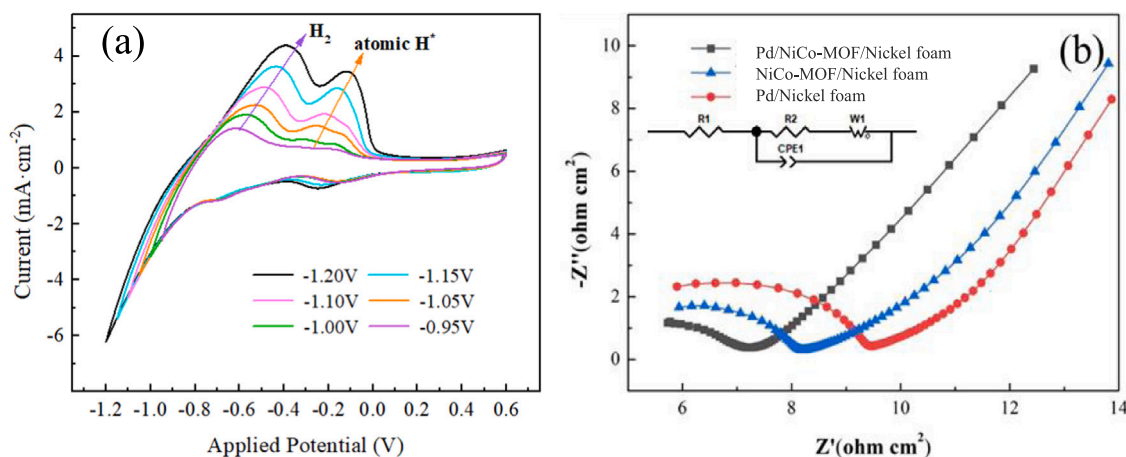 (a)
H₂
atomic H*
Current (mA·cm⁻²)
4
2
0
-2
-4
-6
-1.20V -1.15V
-1.10V -1.05V
-1.00V -0.95V
-1.2 -1.0 -0.8 -0.6 -0.4 -0.2 0.0 0.2 0.4 0.6
Applied Potential (V)
(b)
-Z''(ohm cm²)
10
8
6
4
2
0
Pd/NiCo-MOF/Nickel foam
NiCo-MOF/Nickel foam
Pd/Nickel foam
R1 R2 W1
CPE1
6 8 10 12 14
Z'(ohm cm²)